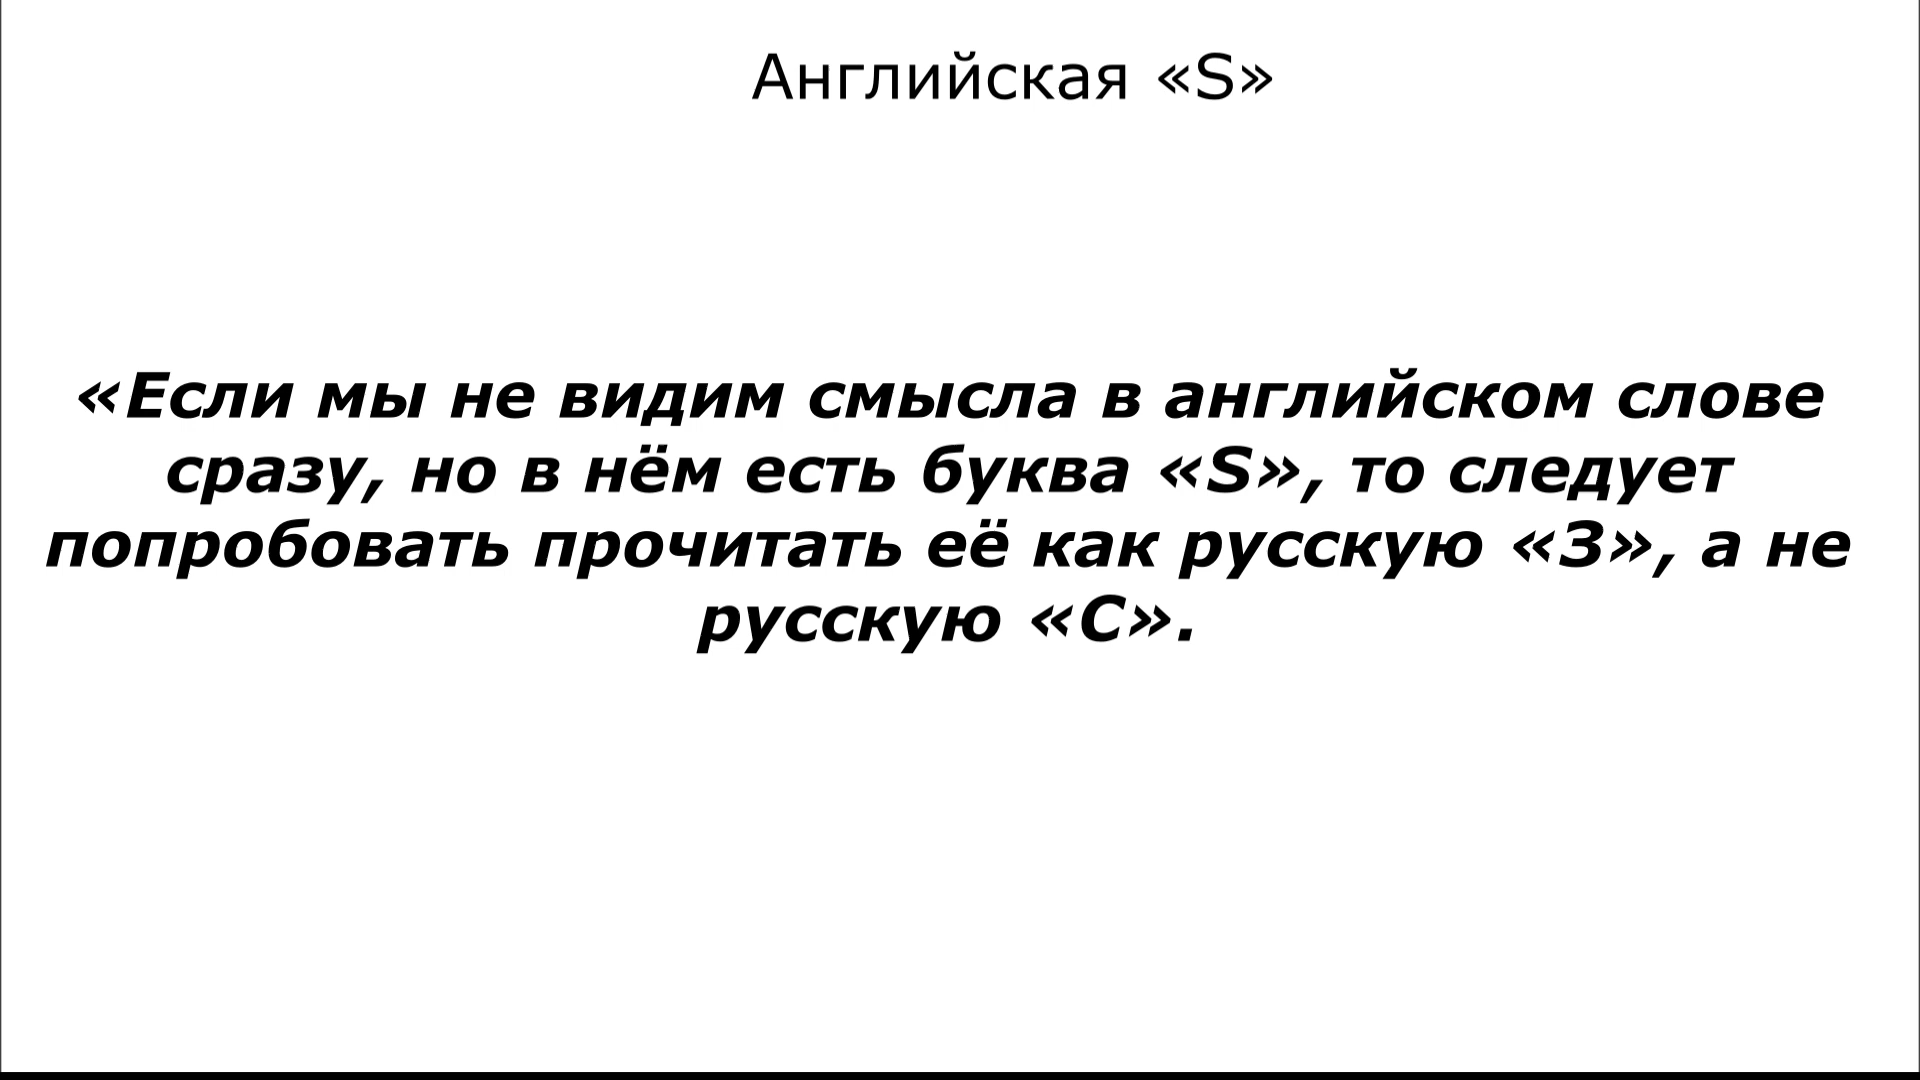 Английская «S»
«Если мы не видим смысла в английском слове
сразу, но в нём есть буква «S», то следует
попробовать прочитать её как русскую «З», а не
русскую «С».